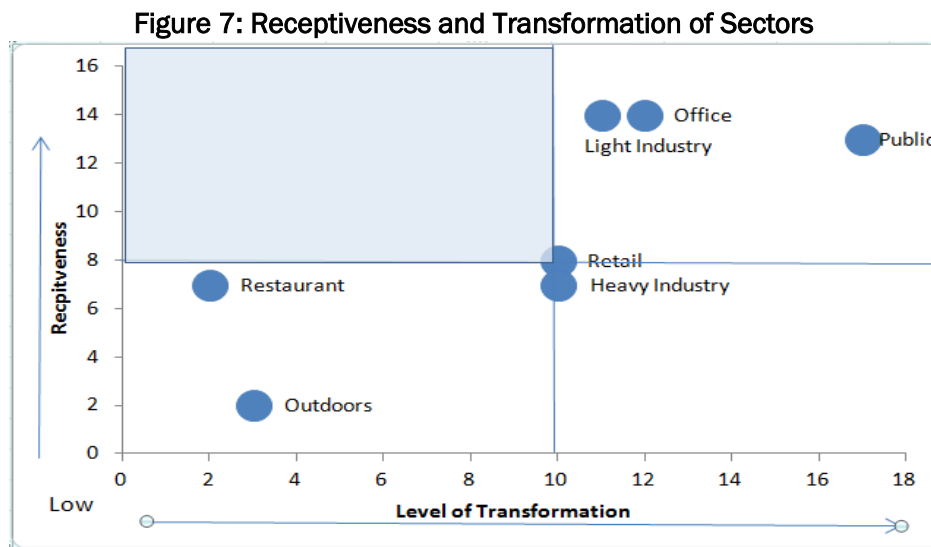 Figure 7: Receptiveness and Transformation of Sectors
16
14
12
10
8
6
4
2
0
Recpitveness
Office
Light Industry
Public
Retail
Heavy Industry
Restaurant
Outdoors
0 2 4 6 8 10 12 14 16 18
Low
Level of Transformation